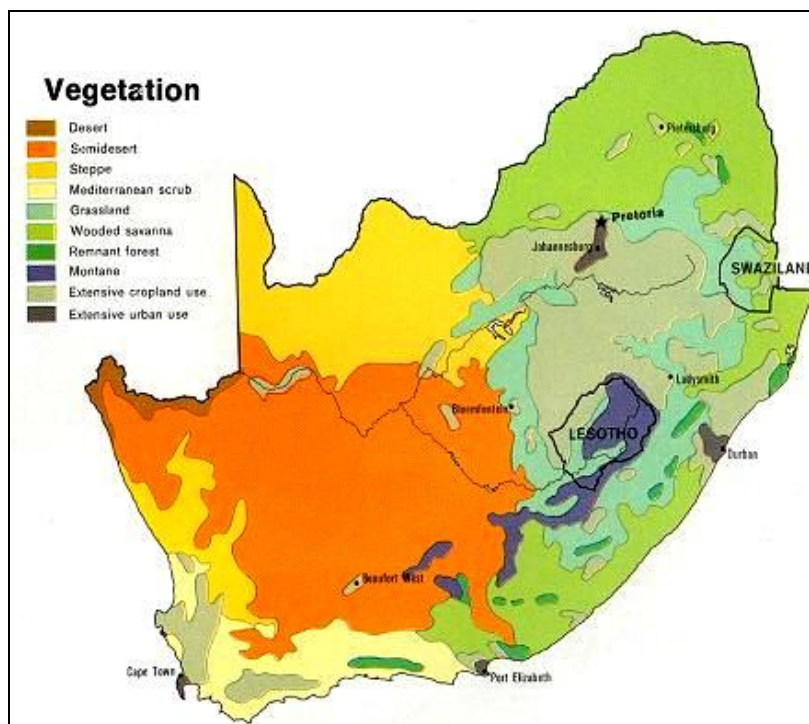 Vegetation
Desert
Semidesert
Steppe
Mediterranean scrub
Grassland
Wooded savanna
Remnant forest
Montane
Extensive cropland use
Extensive urban use
Pietersburg
Pretoria
Johannesburg
SWAZILAND
Ladysmith
Bloemfontein
LESOTHO
Durban
Beaufort West
Cape Town
Port Elizabeth